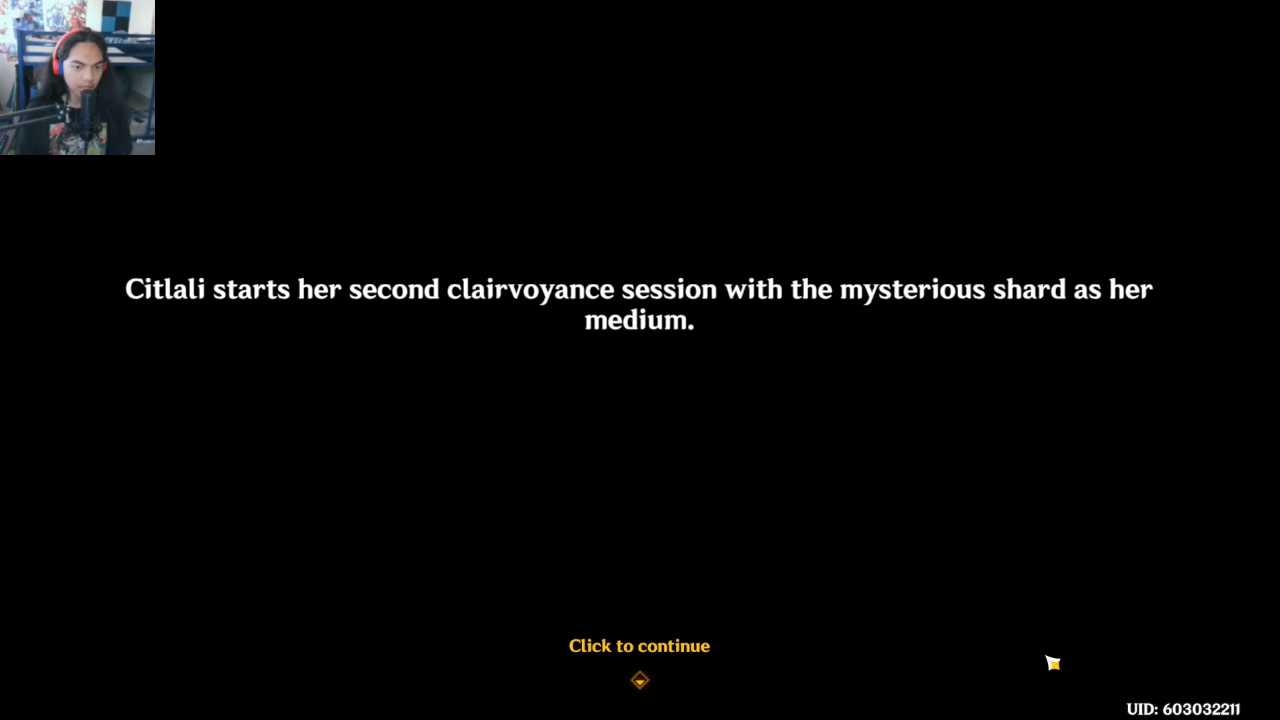 Citlali starts her second clairvoyance session with the mysterious shard as her
medium.
Click to continue
UID: 603032211